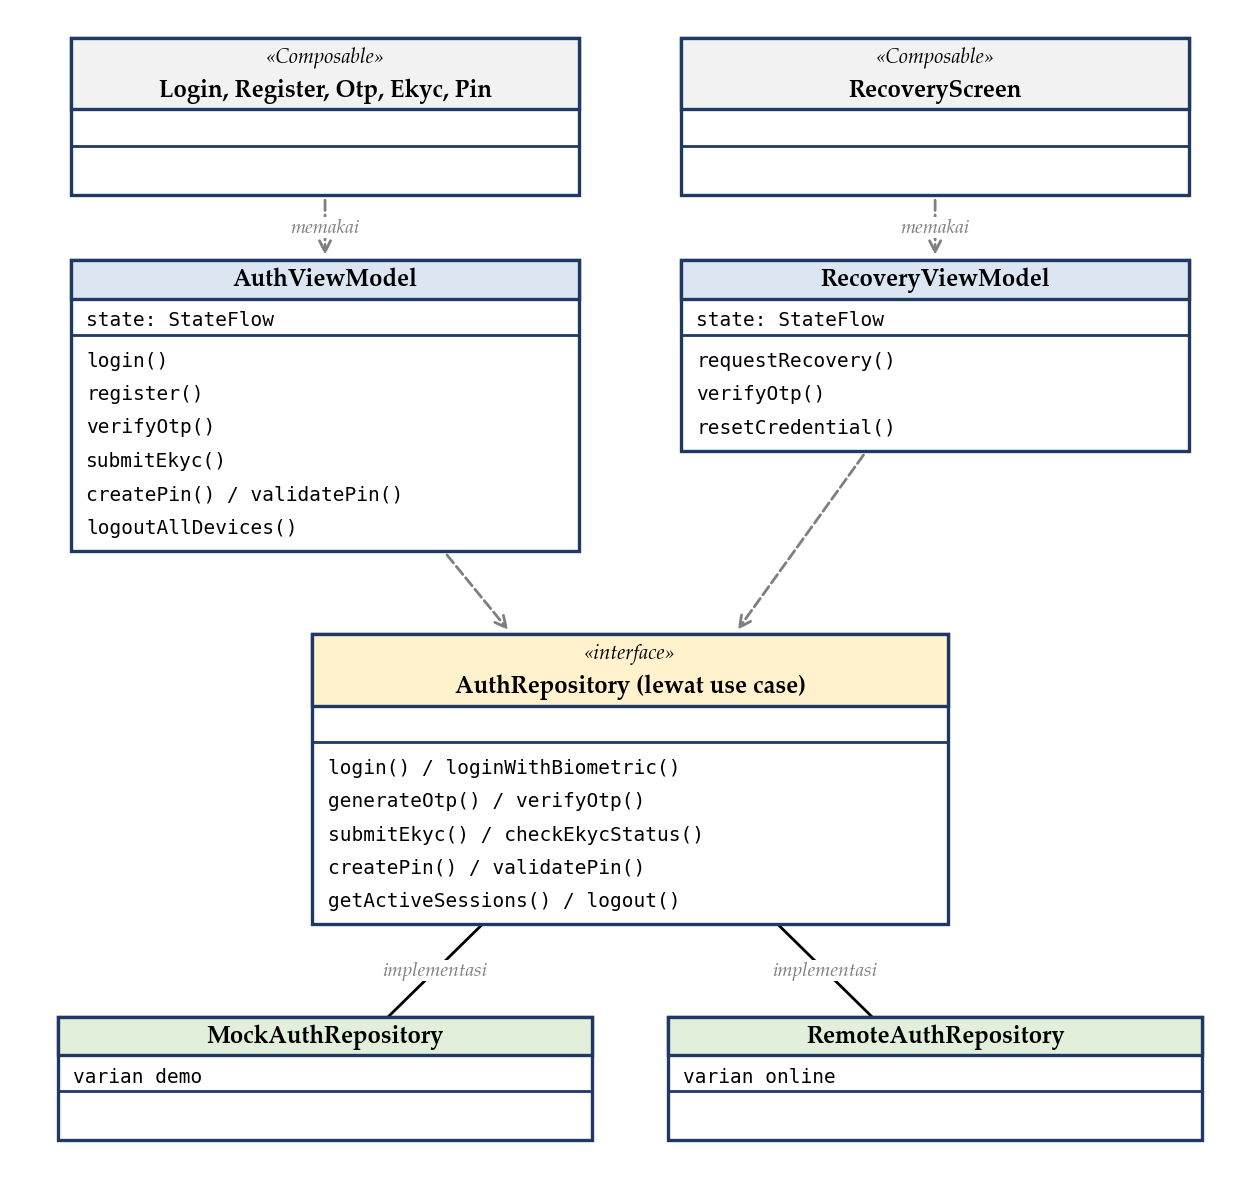 «Composable»
Login, Register, Otp, Ekyc, Pin
«Composable»
RecoveryScreen
memakai
memakai
AuthViewModel
state: StateFlow
login()
register()
verifyOtp()
submitEkyc()
createPin() / validatePin()
logoutAllDevices()
RecoveryViewModel
state: StateFlow
requestRecovery()
verifyOtp()
resetCredential()
«interface»
AuthRepository (lewat use case)
login() / loginWithBiometric()
generateOtp() / verifyOtp()
submitEkyc() / checkEkycStatus()
createPin() / validatePin()
getActiveSessions() / logout()
implementasi
implementasi
MockAuthRepository
varian demo
RemoteAuthRepository
varian online